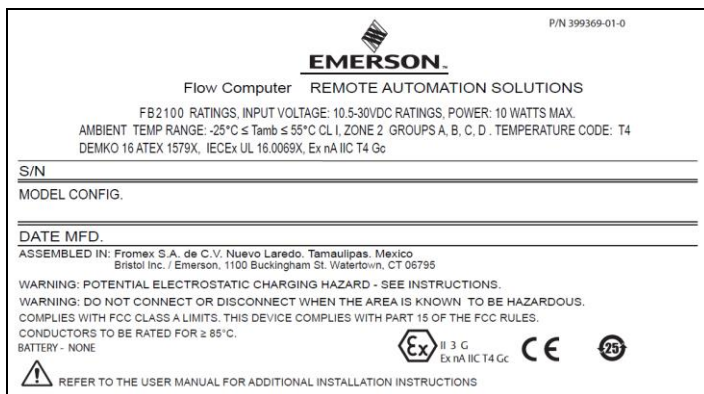 P/N 399369-01-0
EMERSON™
Flow Computer REMOTE AUTOMATION SOLUTIONS
FB2100 RATINGS, INPUT VOLTAGE: 10.5-30VDC RATINGS, POWER: 10 WATTS MAX.
AMBIENT TEMP RANGE: -25°C ≤ Tamb ≤ 55°C CL I, ZONE 2 GROUPS A, B, C, D . TEMPERATURE CODE: T4
DEMKO 16 ATEX 1579X, IECEx UL 16.0069X, Ex nA IIC T4 Gc
S/N
MODEL CONFIG.
DATE MFD.
ASSEMBLED IN: Fromex S.A. de C.V. Nuevo Laredo. Tamaulipas. Mexico
Bristol Inc. / Emerson, 1100 Buckingham St. Watertown, CT 06795
WARNING: POTENTIAL ELECTROSTATIC CHARGING HAZARD - SEE INSTRUCTIONS.
WARNING: DO NOT CONNECT OR DISCONNECT WHEN THE AREA IS KNOWN TO BE HAZARDOUS.
COMPLIES WITH FCC CLASS A LIMITS. THIS DEVICE COMPLIES WITH PART 15 OF THE FCC RULES.
CONDUCTORS TO BE RATED FOR ≥ 85°C.
BATTERY - NONE
Ex II 3 G
Ex nA IIC T4 Gc
CE
25
REFER TO THE USER MANUAL FOR ADDITIONAL INSTALLATION INSTRUCTIONS